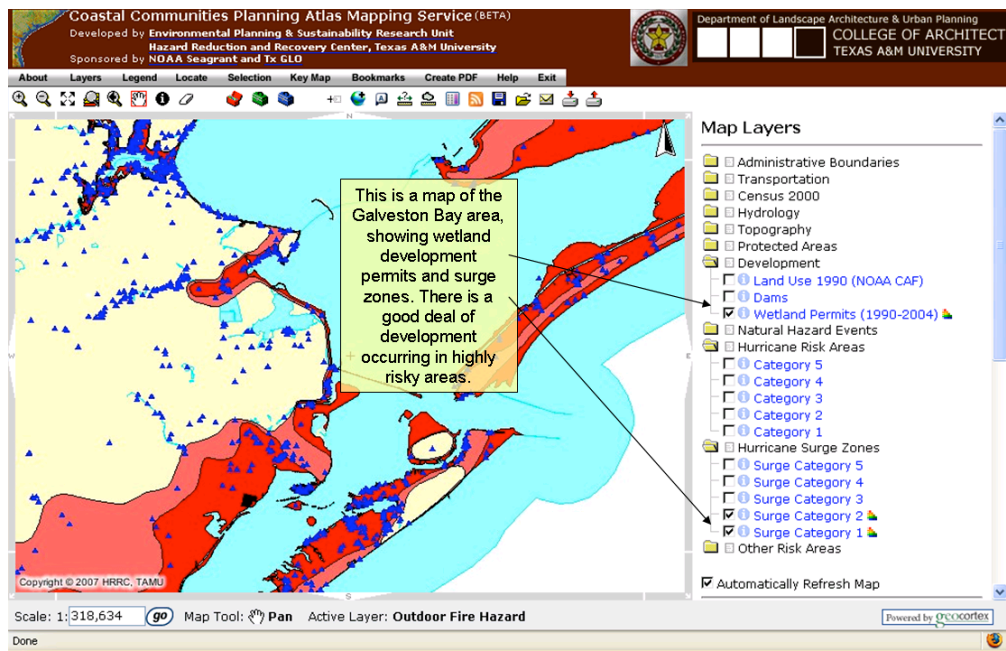 Coastal Communities Planning Atlas Mapping Service (BETA)
Developed by Environmental Planning & Sustainability Research Unit
Hazard Reduction and Recovery Center, Texas A&M University
Sponsored by NOAA Seagrant and Tx GLO
Department of Landscape Architecture & Urban Planning
COLLEGE OF ARCHITECT
TEXAS A&M UNIVERSITY
About Layers Legend Locate Selection Key Map Bookmarks Create PDF Help Exit
N
This is a map of the
Galveston Bay area,
showing wetland
development
permits and surge
zones. There is a
good deal of
development
occurring in highly
risky areas.
W
E
S
Copyright © 2007 HRRC, TAMU
Map Layers
Administrative Boundaries
Transportation
Census 2000
Hydrology
Topography
Protected Areas
Development
Land Use 1990 (NOAA CAF)
Dams
Wetland Permits (1990-2004)
Natural Hazard Events
Hurricane Risk Areas
Category 5
Category 4
Category 3
Category 2
Category 1
Hurricane Surge Zones
Surge Category 5
Surge Category 4
Surge Category 3
Surge Category 2
Surge Category 1
Other Risk Areas
Automatically Refresh Map
Scale: 1: 318,634 go Map Tool: Pan Active Layer: Outdoor Fire Hazard
Powered by geocortex
Done